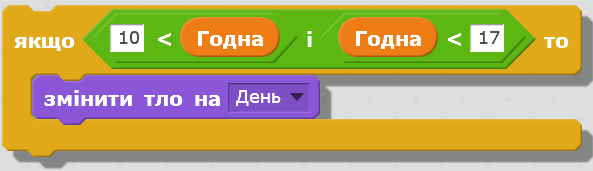 якщо 10 < Годна і Годна < 17 то
змінити тло на День